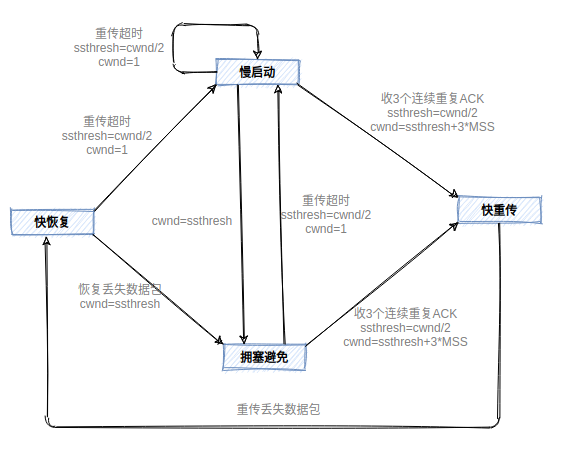 重传超时
ssthresh=cwnd/2
cwnd=1
慢启动
收3个连续重复ACK
ssthresh=cwnd/2
cwnd=ssthresh+3*MSS
重传超时
ssthresh=cwnd/2
cwnd=1
快恢复
cwnd=ssthresh
重传超时
ssthresh=cwnd/2
cwnd=1
快重传
恢复丢失数据包
cwnd=ssthresh
收3个连续重复ACK
ssthresh=cwnd/2
cwnd=ssthresh+3*MSS
拥塞避免
重传丢失数据包